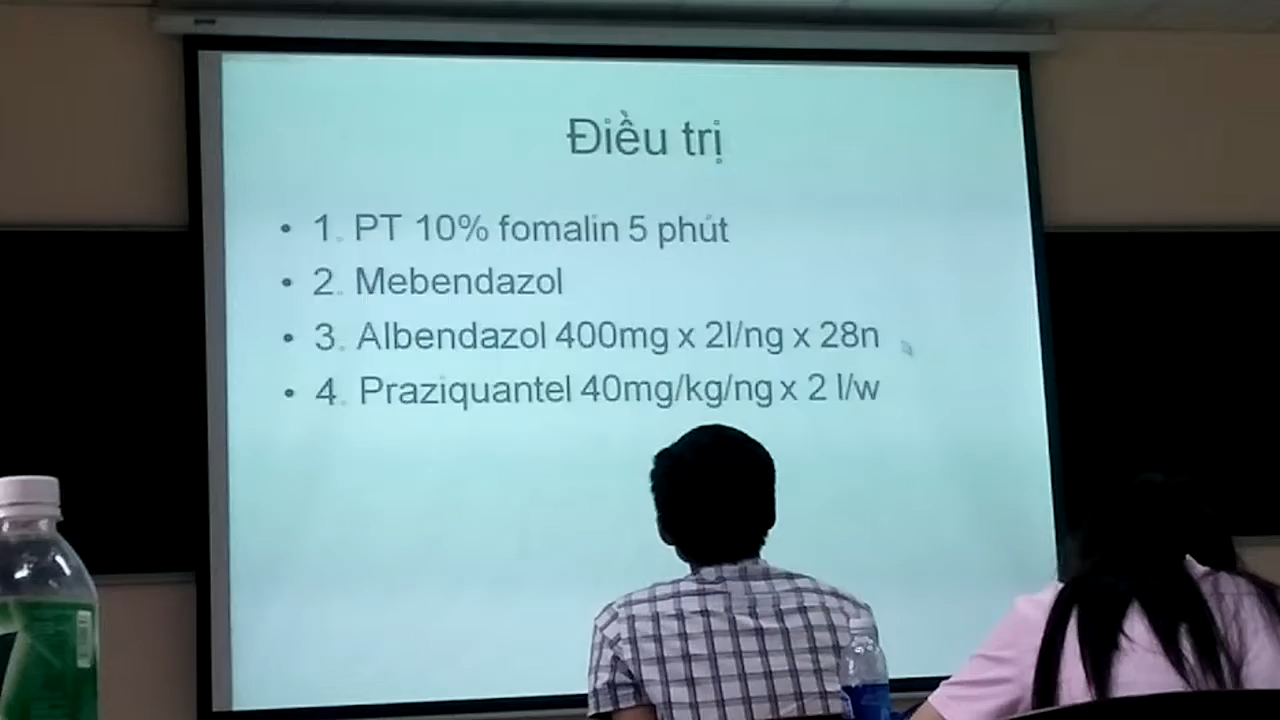 Điều trị
• 1. PT 10% fomalin 5 phút
• 2. Mebendazol
• 3. Albendazol 400mg x 2l/ng x 28n
• 4. Praziquantel 40mg/kg/ng x 2 l/w